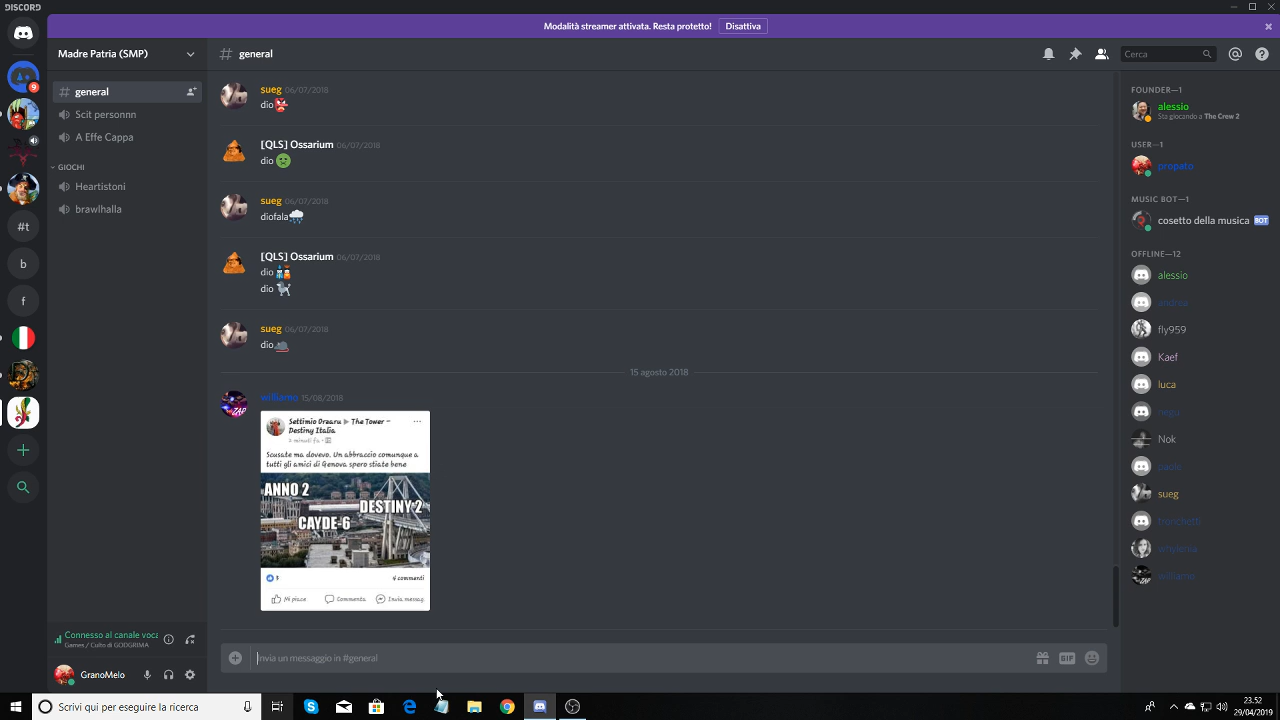 DISCORD
Modalità streamer attivata. Resta protetto!
Disattiva
Madre Patria (SMP)
general
Cerca
general
Scit personnn
A Effe Cappa
GIOCHI
Heartistoni
brawlhalla
9
#t
b
f
sueg 06/07/2018
dio
[QLS] Ossarium 06/07/2018
dio
sueg 06/07/2018
diofala
[QLS] Ossarium 06/07/2018
dio
dio
sueg 06/07/2018
dio
15 agosto 2018
williamo 15/08/2018
Settimio Orearu ▶ The Tower -
Destiny Italia
2 minuti fa
Scusate ma dovevo. Un abbraccio comunque a
tutti gli amici di Genova spero stiate bene
ANNO 2
DESTINY 2
CAYDE-6
3
4 commenti
Mi piace
Commenta
Invia messag.
Invia un messaggio in #general
GIF
FOUNDER—1
alessio
Sta giocando a The Crew 2
USER—1
propato
MUSIC BOT—1
cosetto della musica BOT
OFFLINE—12
alessio
fly959
Kaef
luca
Nok
sueg
williamo
Connesso al canale voca
Games / Culto di GODGRIMA
GranoMelo
Scrivi qui per eseguire la ricerca
23.52
29/04/2019